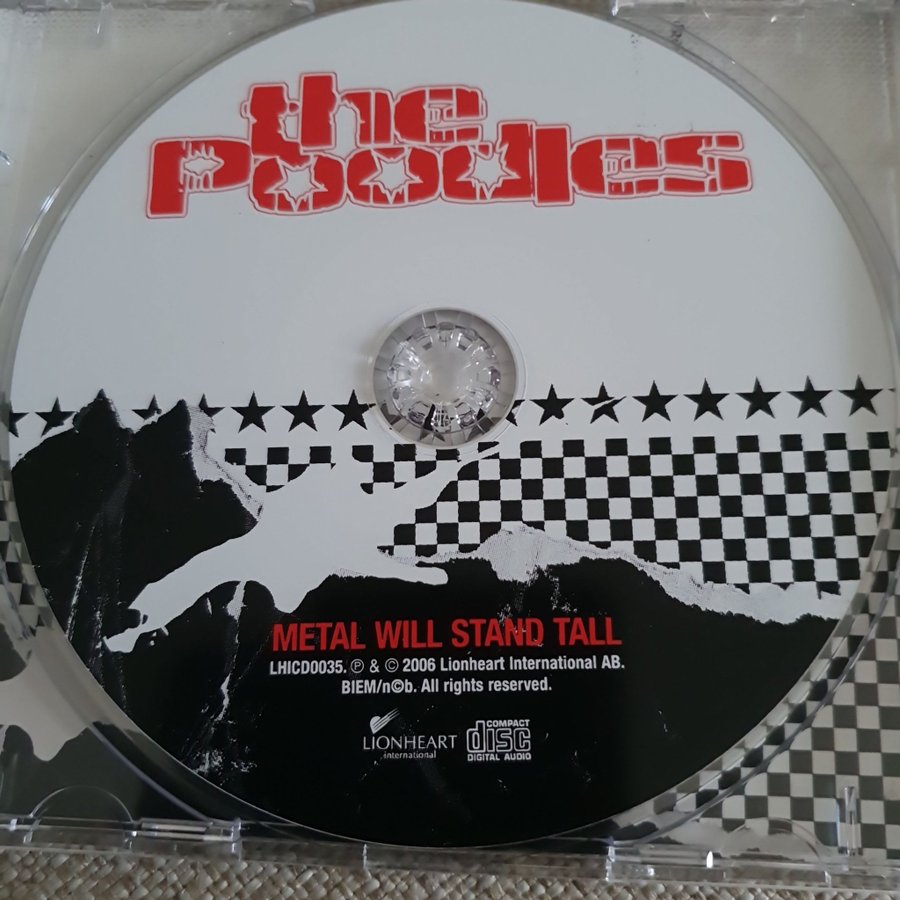 the
Poodles
METAL WILL STAND TALL
LHICD0035. ℗ & © 2006 Lionheart International AB.
BIEM/n©b. All rights reserved.
LIONHEART
international
COMPACT
disc
DIGITAL AUDIO